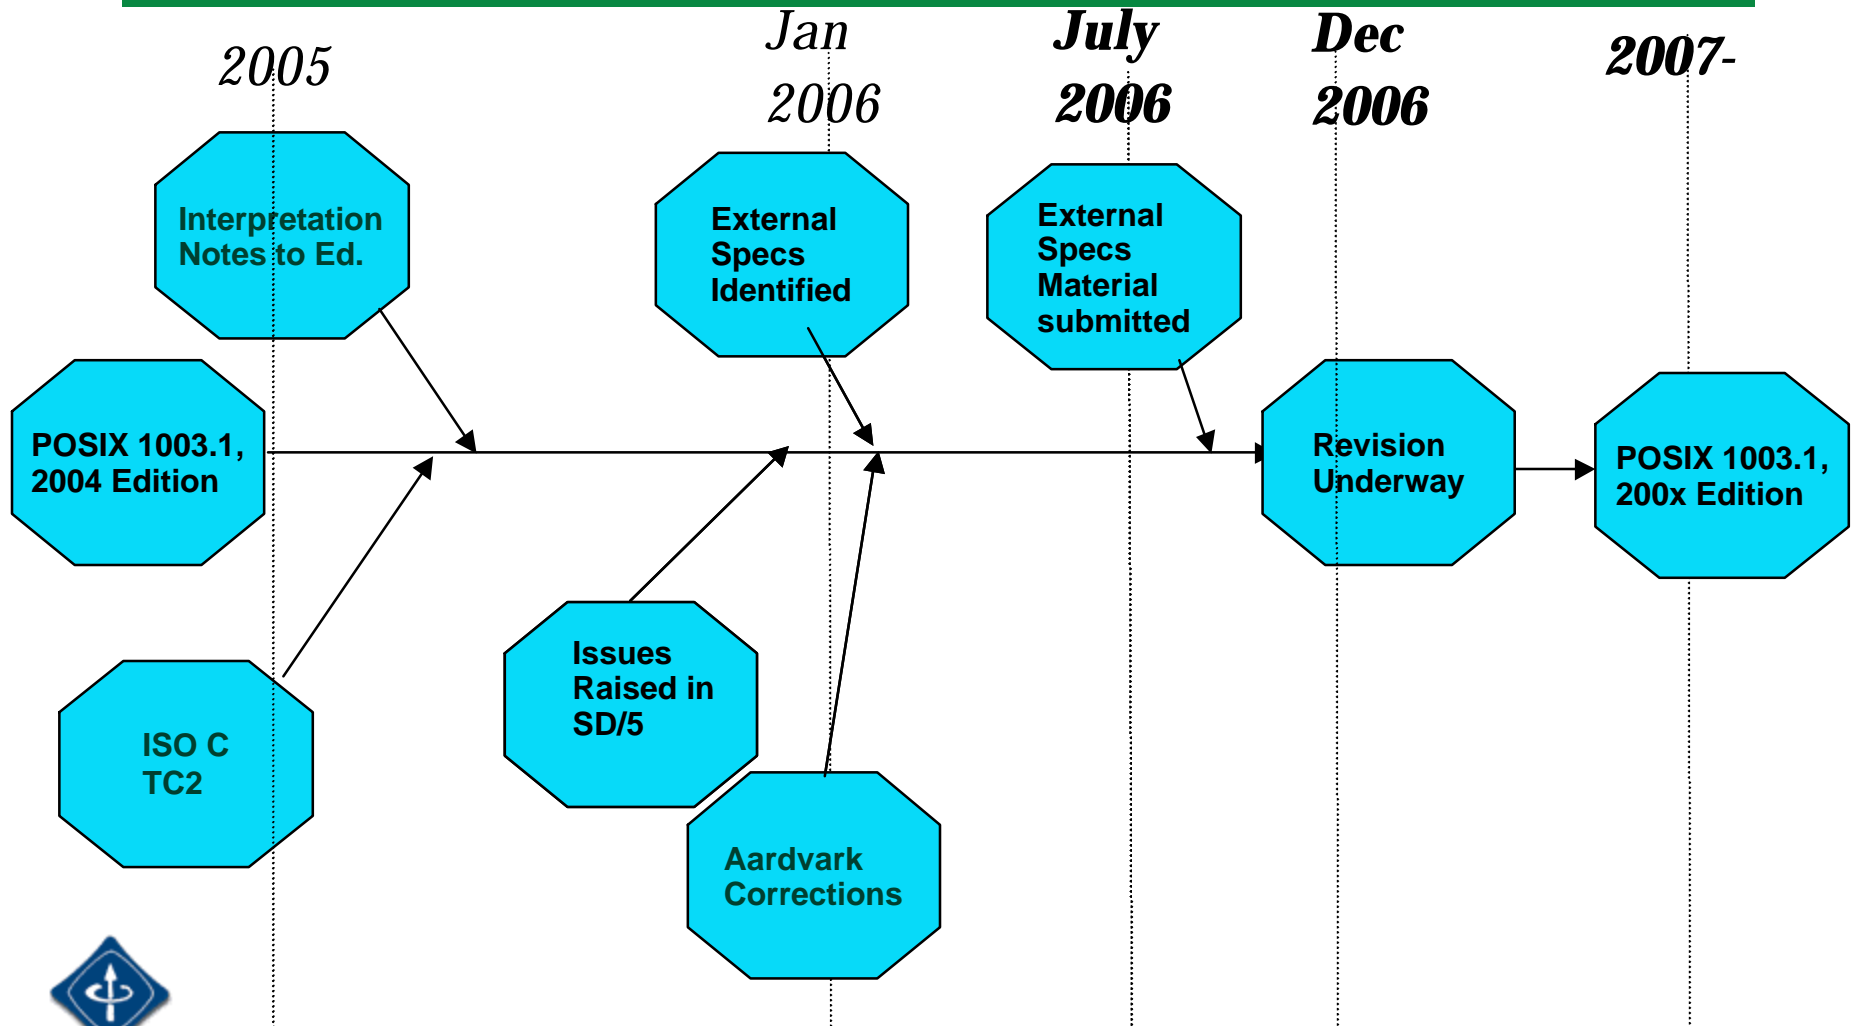 2005
Jan
2006
July
2006
Dec
2006
2007-
Interpretation
Notes to Ed.
External
Specs
Identified
External
Specs
Material
submitted
POSIX 1003.1,
2004 Edition
Revision
Underway
POSIX 1003.1,
200x Edition
ISO C
TC2
Issues
Raised in
SD/5
Aardvark
Corrections